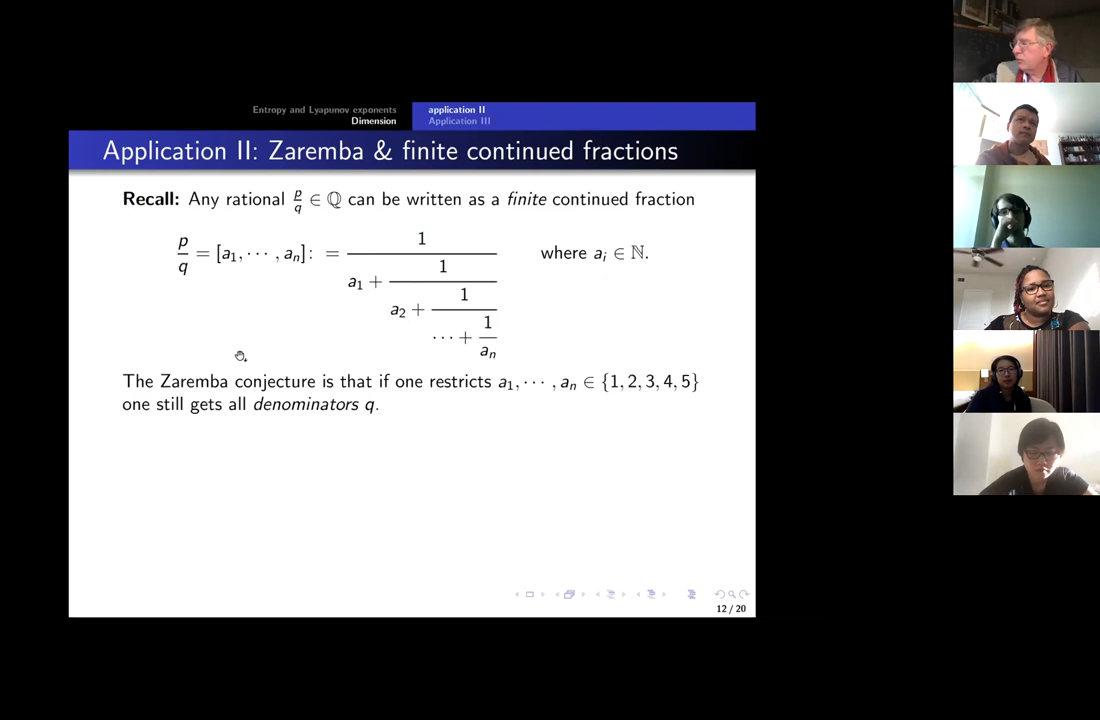 Entropy and Lyapunov exponents
Dimension
application II
Application III
Application II: Zaremba & finite continued fractions
Recall: Any rational p/q ∈ ℚ can be written as a finite continued fraction
p/q = [a₁, ⋯ , aₙ]: = 1/(a₁ + 1/(a₂ + 1/(⋯ + 1/aₙ))) where aᵢ ∈ ℕ.
The Zaremba conjecture is that if one restricts a₁, ⋯ , aₙ ∈ {1, 2, 3, 4, 5}
one still gets all denominators q.
12 / 20